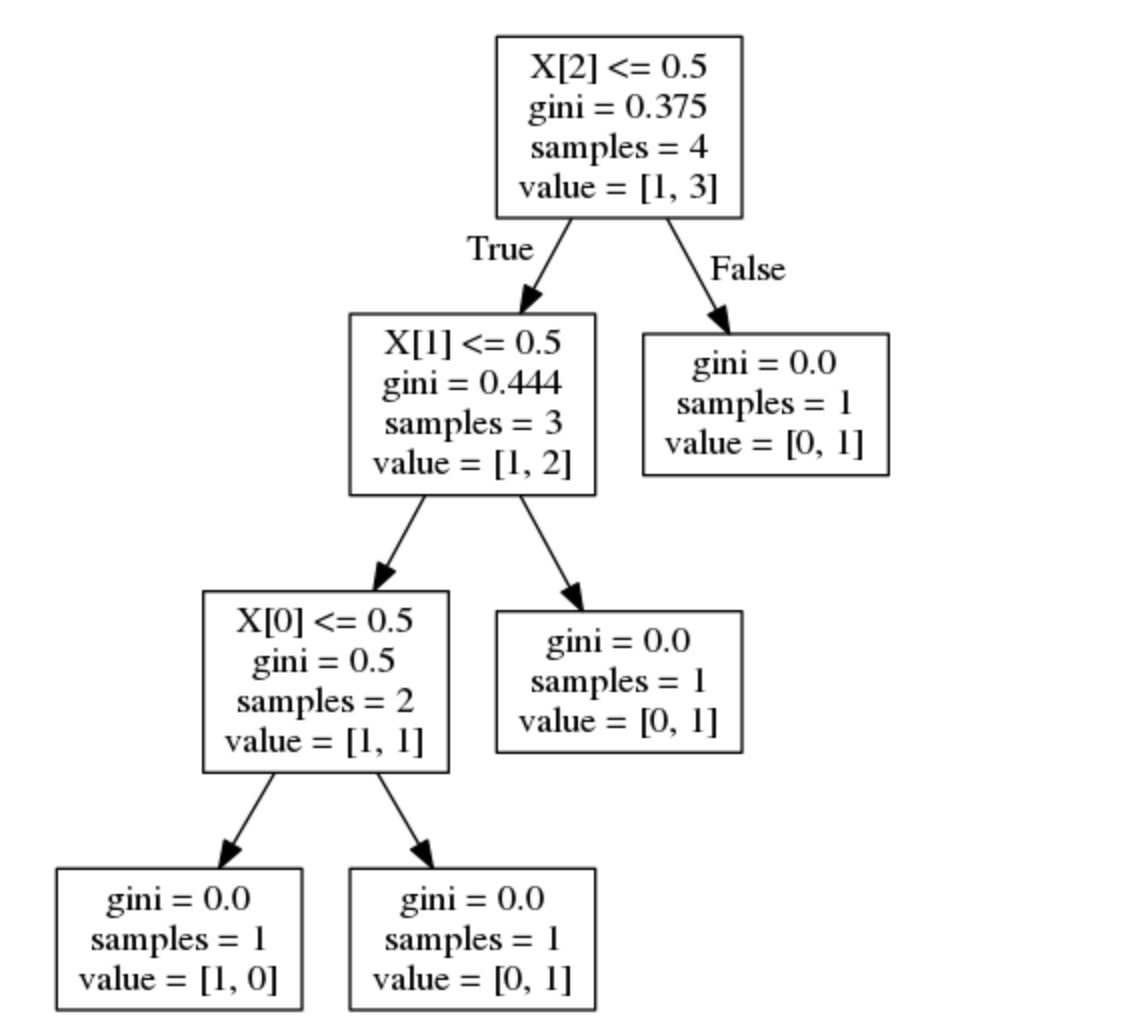 X[2] <= 0.5
gini = 0.375
samples = 4
value = [1, 3]
True
False
X[1] <= 0.5
gini = 0.444
samples = 3
value = [1, 2]
gini = 0.0
samples = 1
value = [0, 1]
X[0] <= 0.5
gini = 0.5
samples = 2
value = [1, 1]
gini = 0.0
samples = 1
value = [0, 1]
gini = 0.0
samples = 1
value = [1, 0]
gini = 0.0
samples = 1
value = [0, 1]